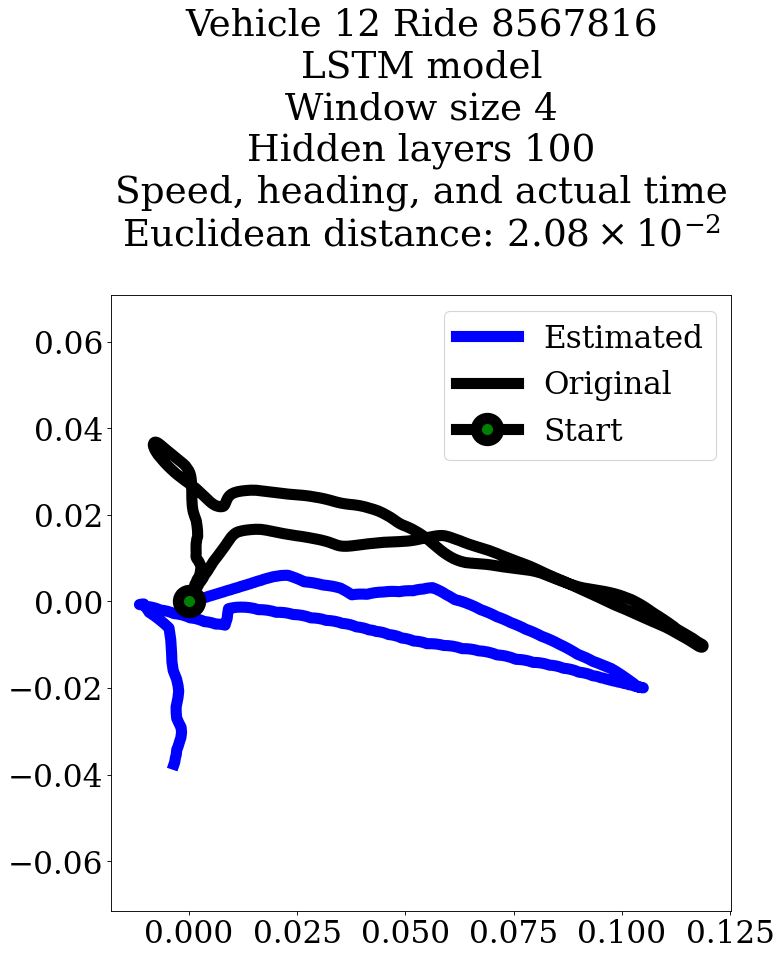 Vehicle 12 Ride 8567816
LSTM model
Window size 4
Hidden layers 100
Speed, heading, and actual time
Euclidean distance: 2.08 × 10⁻²
Estimated
Original
Start
0.06
0.04
0.02
0.00
−0.02
−0.04
−0.06
0.000 0.025 0.050 0.075 0.100 0.125